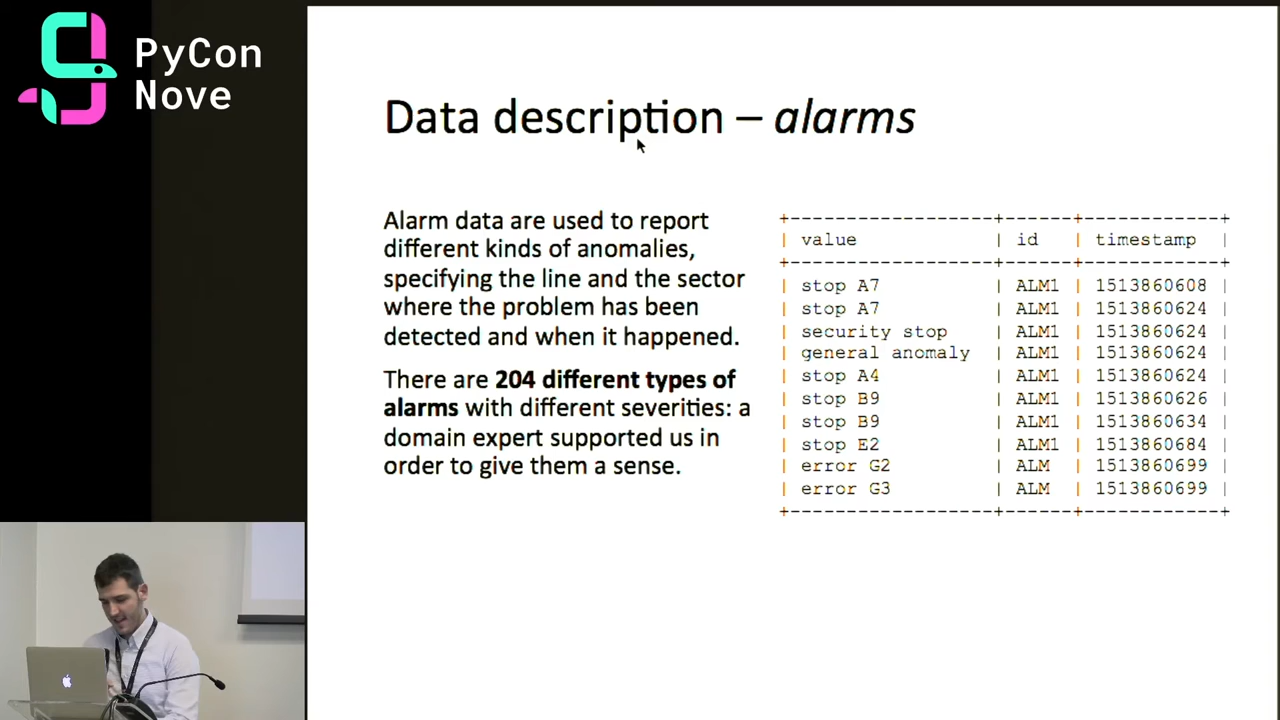 PyCon
Nove
Data description – alarms
Alarm data are used to report
different kinds of anomalies,
specifying the line and the sector
where the problem has been
detected and when it happened.
There are 204 different types of
alarms with different severities: a
domain expert supported us in
order to give them a sense.
+-------------------+------+------------+
| value | id | timestamp |
+-------------------+------+------------+
| stop A7 | ALM1 | 1513860608 |
| stop A7 | ALM1 | 1513860624 |
| security stop | ALM1 | 1513860624 |
| general anomaly | ALM1 | 1513860624 |
| stop A4 | ALM1 | 1513860624 |
| stop B9 | ALM1 | 1513860626 |
| stop B9 | ALM1 | 1513860634 |
| stop E2 | ALM1 | 1513860684 |
| error G2 | ALM | 1513860699 |
| error G3 | ALM | 1513860699 |
+-------------------+------+------------+